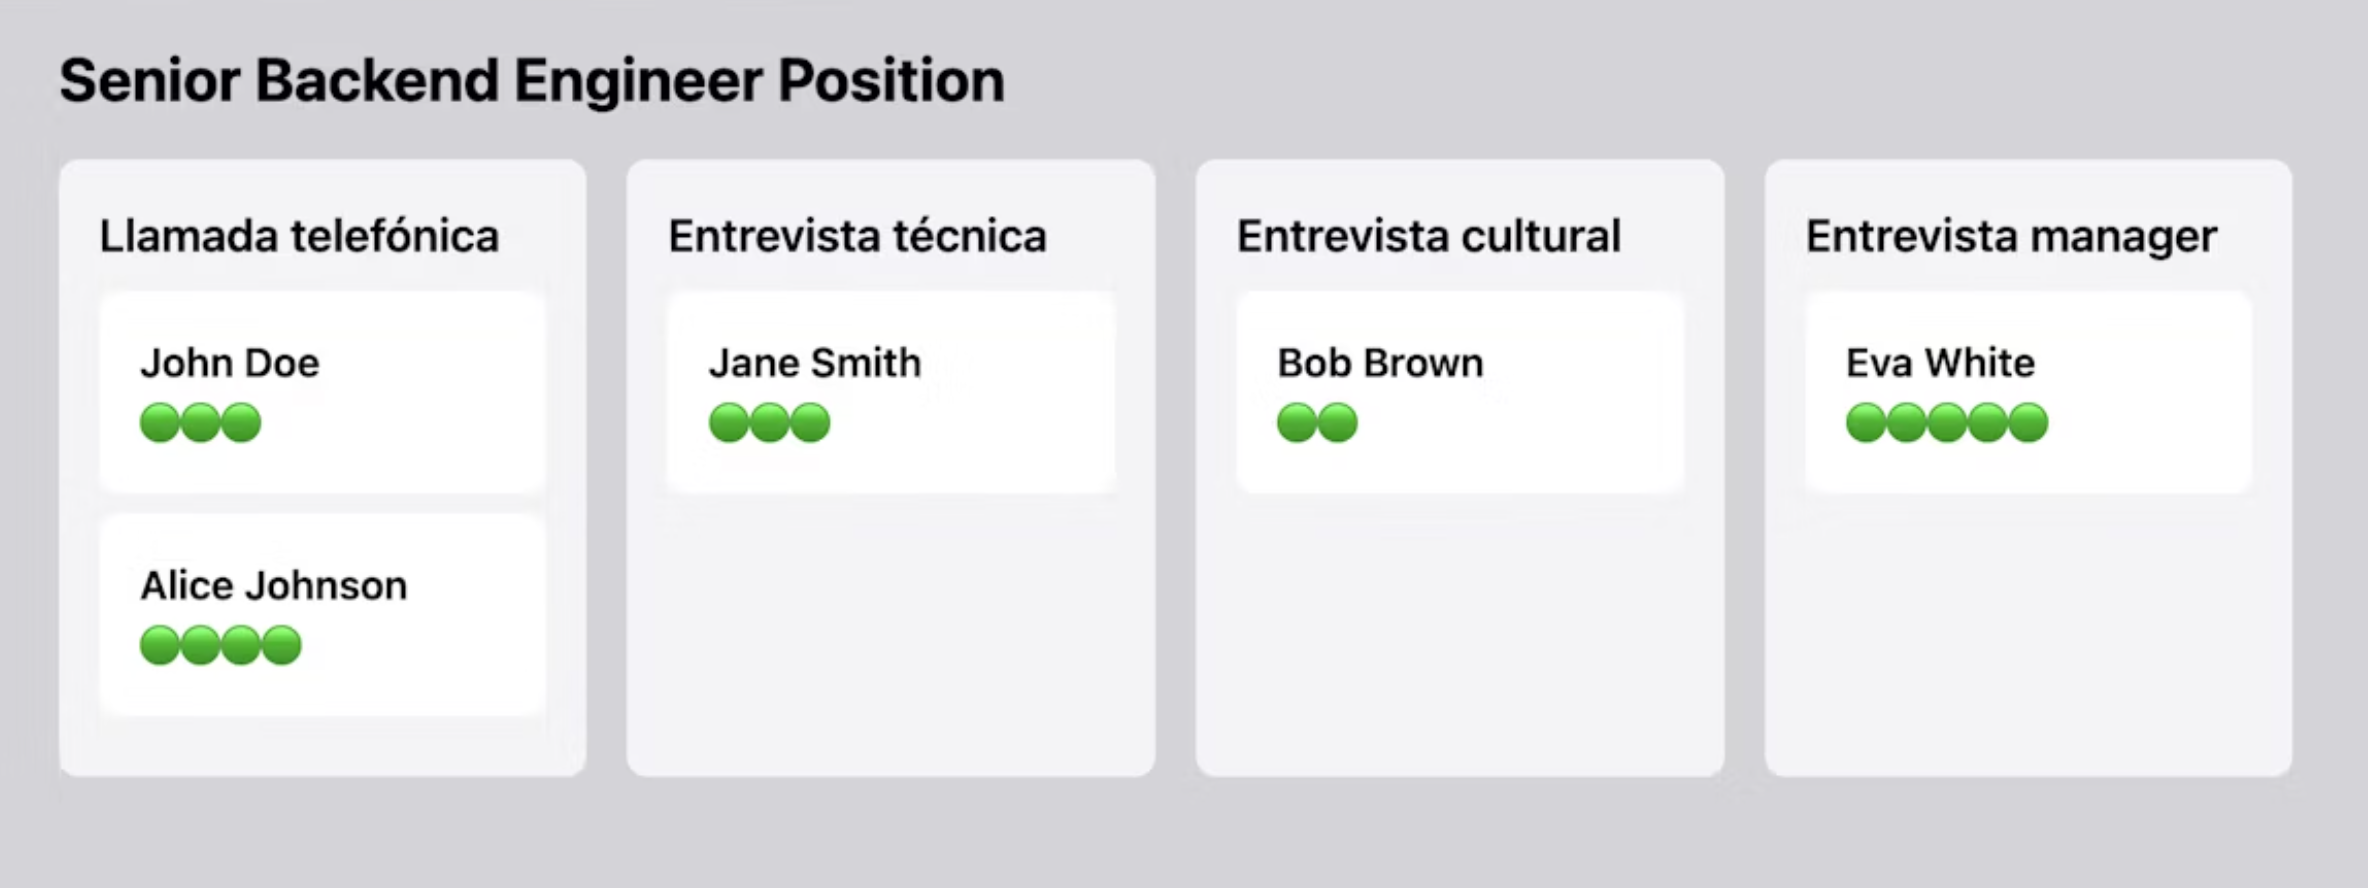 Senior Backend Engineer Position
Llamada telefónica
John Doe
Alice Johnson
Entrevista técnica
Jane Smith
Entrevista cultural
Bob Brown
Entrevista manager
Eva White